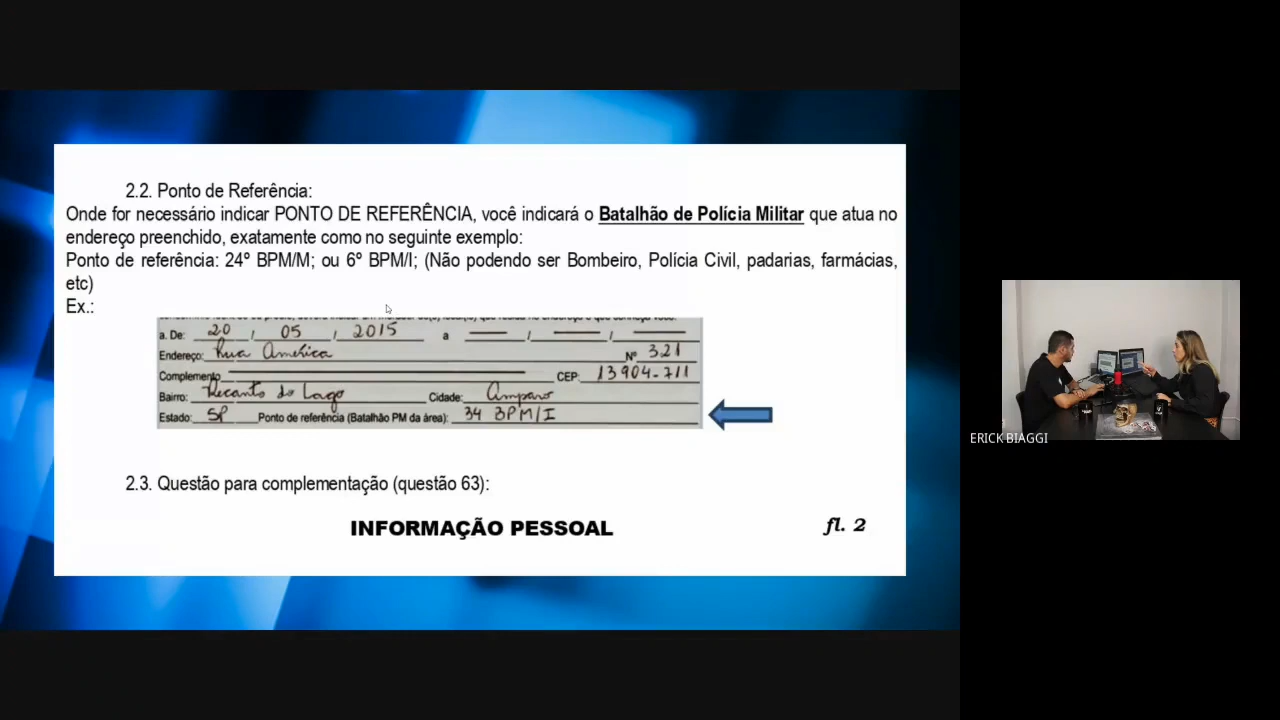 2.2. Ponto de Referência:
Onde for necessário indicar PONTO DE REFERÊNCIA, você indicará o Batalhão de Polícia Militar que atua no
endereço preenchido, exatamente como no seguinte exemplo:
Ponto de referência: 24º BPM/M; ou 6º BPM/I; (Não podendo ser Bombeiro, Polícia Civil, padarias, farmácias,
etc)
Ex.:
a. De: 20 / 05 / 2015 a / /
Endereço: Rua América Nº 321
Complemento CEP: 13904-711
Bairro: Recanto do Lago Cidade: Amparo
Estado: SP Ponto de referência (Batalhão PM da área): 34 BPM/I
2.3. Questão para complementação (questão 63):
INFORMAÇÃO PESSOAL fl. 2
ERICK BIAGGI